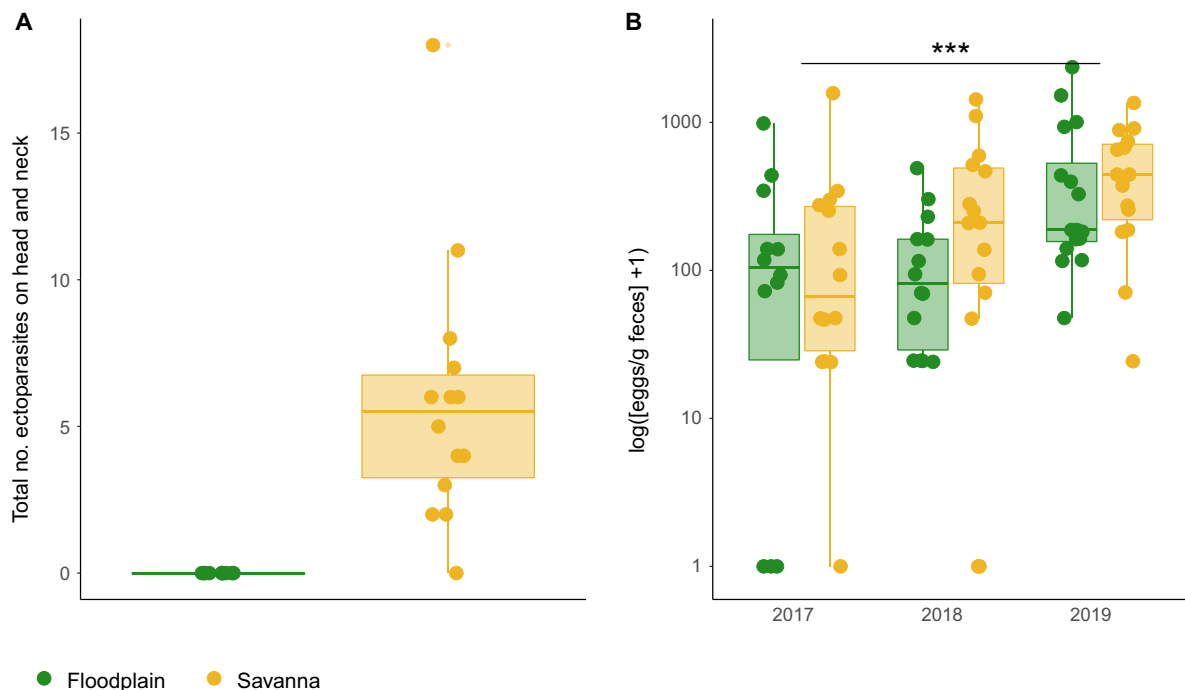 A
Total no. ectoparasites on head and neck
15
10
5
0
B
***
log([eggs/g feces] +1)
1000
100
10
1
2017 2018 2019
Floodplain Savanna